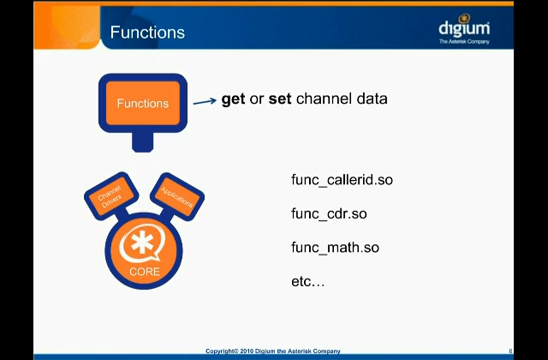 Functions
digium
The Asterisk Company
Functions
get or set channel data
Channel
Drivers
Applications
CORE
func_callerid.so
func_cdr.so
func_math.so
etc…
Copyright© 2010 Digium the Asterisk Company